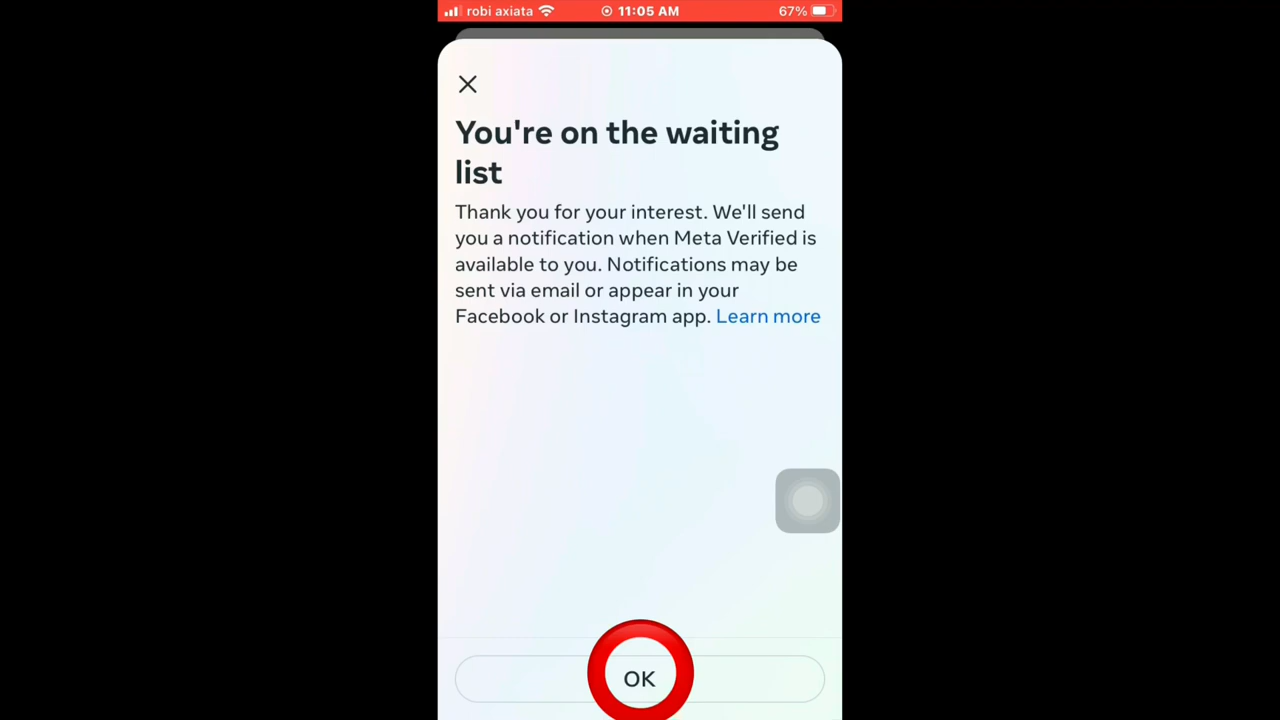 robi axiata 11:05 AM 67%
You're on the waiting
list
Thank you for your interest. We'll send
you a notification when Meta Verified is
available to you. Notifications may be
sent via email or appear in your
Facebook or Instagram app. Learn more
OK